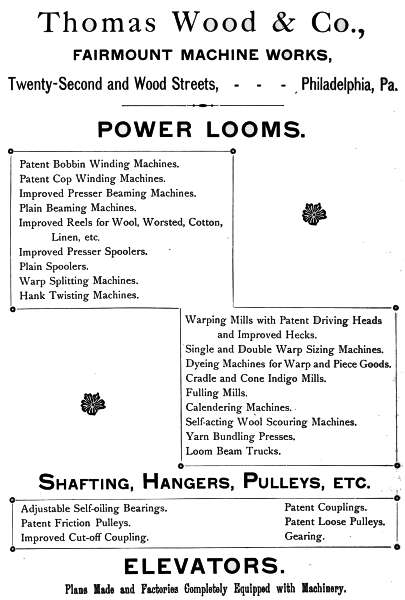 Thomas Wood & Co.,
FAIRMOUNT MACHINE WORKS,
Twenty-Second and Wood Streets, - - - Philadelphia, Pa.
POWER LOOMS.
Patent Bobbin Winding Machines.
Patent Cop Winding Machines.
Improved Presser Beaming Machines.
Plain Beaming Machines.
Improved Reels for Wool, Worsted, Cotton,
Linen, etc.
Improved Presser Spoolers.
Plain Spoolers.
Warp Splitting Machines.
Hank Twisting Machines.
Warping Mills with Patent Driving Heads
and Improved Hecks.
Single and Double Warp Sizing Machines.
Dyeing Machines for Warp and Piece Goods.
Cradle and Cone Indigo Mills.
Fulling Mills.
Calendering Machines.
Self-acting Wool Scouring Machines.
Yarn Bundling Presses.
Loom Beam Trucks.
SHAFTING, HANGERS, PULLEYS, ETC.
Adjustable Self-oiling Bearings.
Patent Friction Pulleys.
Improved Cut-off Coupling.
Patent Couplings.
Patent Loose Pulleys.
Gearing.
ELEVATORS.
Plans Made and Factories Completely Equipped with Machinery.